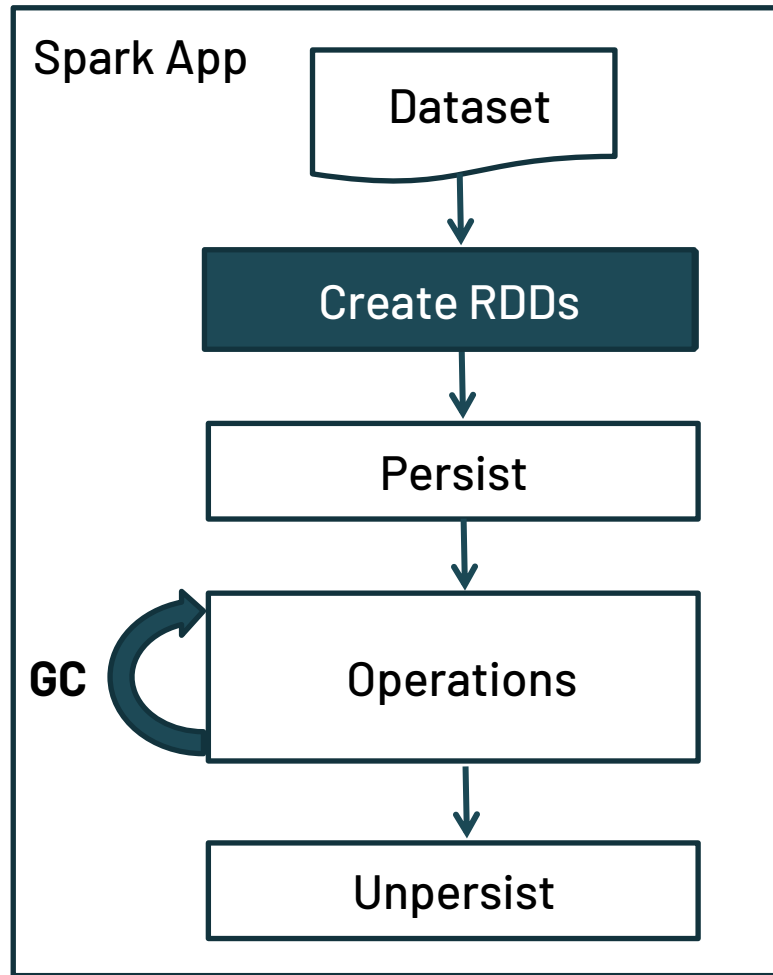 Spark App
Dataset
Create RDDs
Persist
GC
Operations
Unpersist